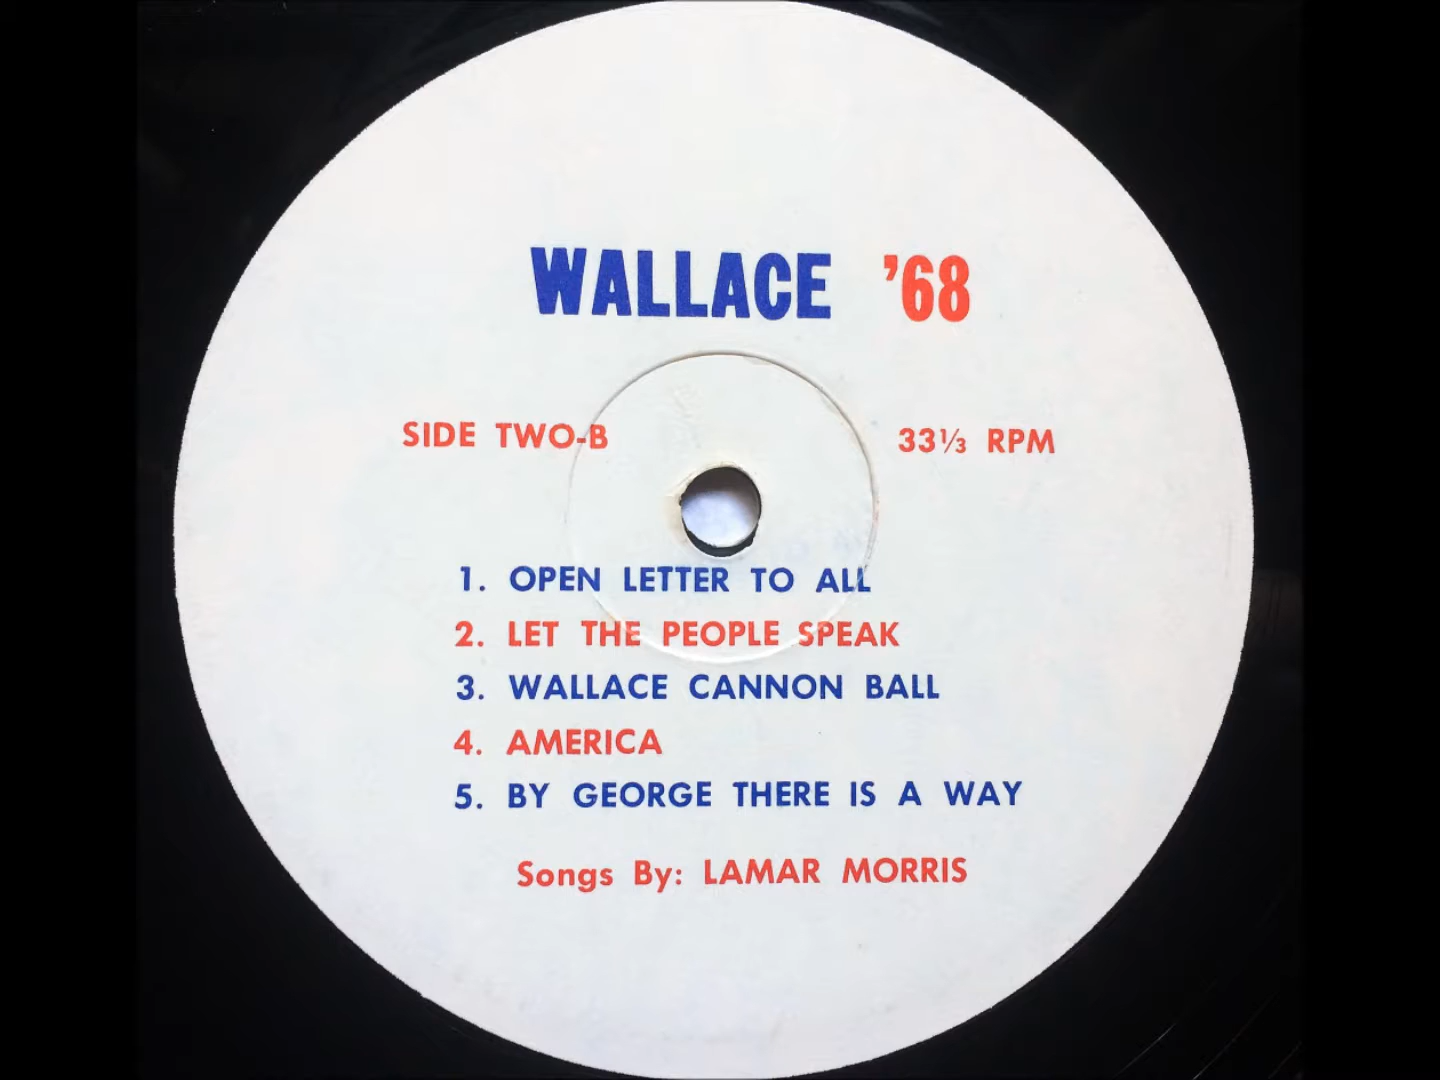 WALLACE '68
SIDE TWO-B 33⅓ RPM
1. OPEN LETTER TO ALL
2. LET THE PEOPLE SPEAK
3. WALLACE CANNON BALL
4. AMERICA
5. BY GEORGE THERE IS A WAY
Songs By: LAMAR MORRIS